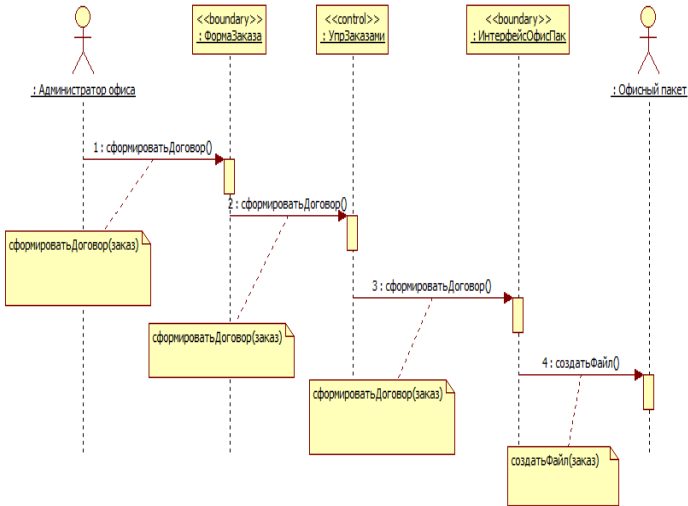 <<boundary>>
: ФормаЗаказа
<<control>>
: УпрЗаказами
<<boundary>>
: ИнтерфейсОфисПак
: Администратор офиса
: Офисный пакет
1 : сформироватьДоговор()
2 : сформироватьДоговор()
сформироватьДоговор(заказ)
3 : сформироватьДоговор()
сформироватьДоговор(заказ)
4 : создатьФайл()
сформироватьДоговор(заказ)
создатьФайл(заказ)